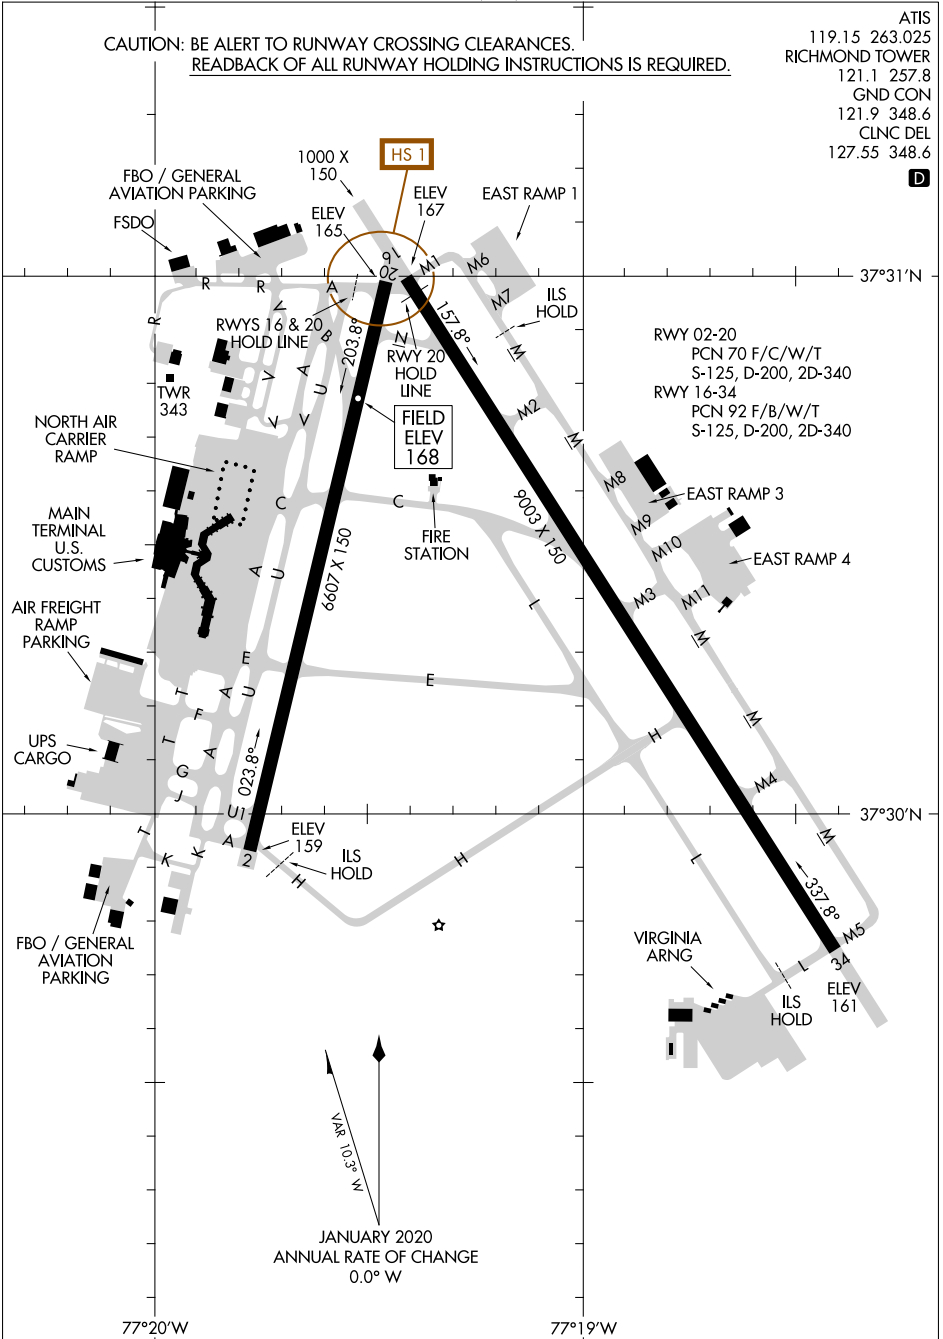 ATIS
119.15 263.025
RICHMOND TOWER
121.1 257.8
GND CON
121.9 348.6
CLNC DEL
127.55 348.6
D
CAUTION: BE ALERT TO RUNWAY CROSSING CLEARANCES.
READBACK OF ALL RUNWAY HOLDING INSTRUCTIONS IS REQUIRED.
HS 1
1000 X
150
FBO / GENERAL
AVIATION PARKING
FSDO
ELEV
165
ELEV
167
EAST RAMP 1
16
20
M1
M6
M7
37°31'N
R
R
R
A
V
B
RWYS 16 & 20
HOLD LINE
203.8°
N
157.8°
ILS
HOLD
M
RWY 20
HOLD
LINE
RWY 02-20
PCN 70 F/C/W/T
S-125, D-200, 2D-340
RWY 16-34
PCN 92 F/B/W/T
S-125, D-200, 2D-340
TWR
343
V
A
U
V
V
M2
M
FIELD
ELEV
168
NORTH AIR
CARRIER
RAMP
M8
EAST RAMP 3
C
C
9003 X 150
M9
M10
MAIN
TERMINAL
U.S.
CUSTOMS
FIRE
STATION
EAST RAMP 4
6607 X 150
A
U
L
M3
M11
M
AIR FREIGHT
RAMP
PARKING
E
E
T
A
U
F
T
A
G
J
H
M
UPS
CARGO
023.8°
M4
37°30'N
U1
A
T
K
K
2
ELEV
159
ILS
HOLD
H
H
L
M
337.8°
FBO / GENERAL
AVIATION
PARKING
VIRGINIA
ARNG
M5
L
34
ILS
HOLD
ELEV
161
VAR 10.3° W
JANUARY 2020
ANNUAL RATE OF CHANGE
0.0° W
77°20'W
77°19'W